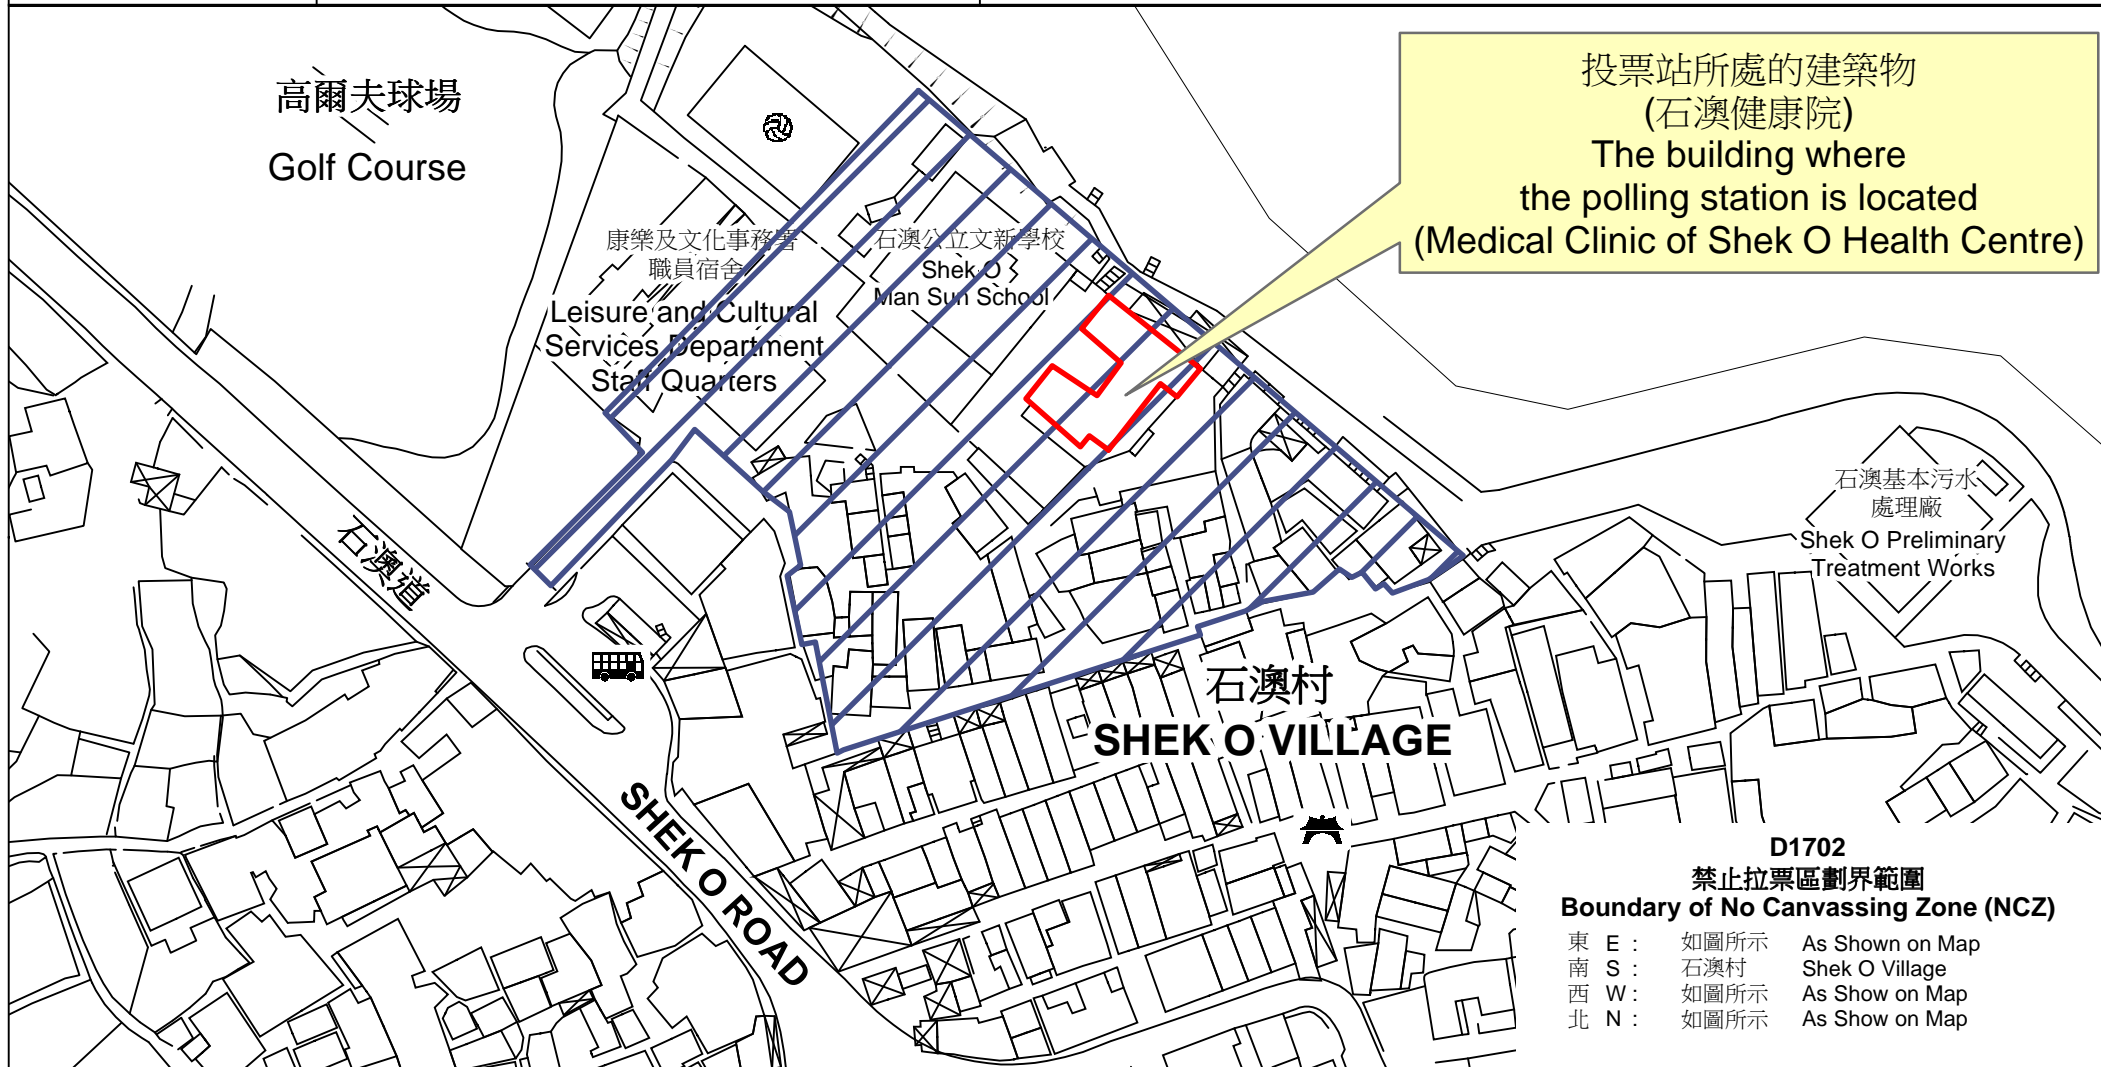 高爾夫球場
Golf Course
投票站所處的建築物
(石澳健康院)
The building where
the polling station is located
(Medical Clinic of Shek O Health Centre)
康樂及文化事務署
職員宿舍
Leisure and Cultural
Services Department
Staff Quarters
石澳公立文新學校
Shek O
Man Sun School
石澳基本污水
處理廠
Shek O Preliminary
Treatment Works
石澳道
SHEK O ROAD
石澳村
SHEK O VILLAGE
D1702
禁止拉票區劃界範圍
Boundary of No Canvassing Zone (NCZ)
東 E : 如圖所示 As Shown on Map
南 S : 石澳村 Shek O Village
西 W : 如圖所示 As Show on Map
北 N : 如圖所示 As Show on Map